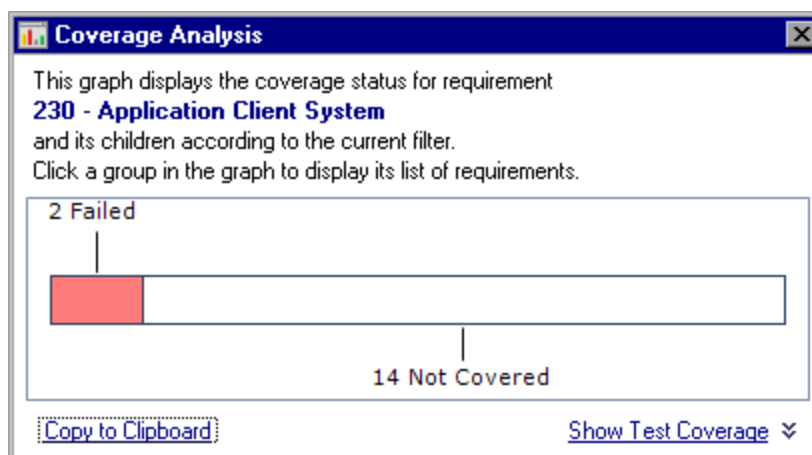 Coverage Analysis
This graph displays the coverage status for requirement
230 - Application Client System
and its children according to the current filter.
Click a group in the graph to display its list of requirements.
2 Failed
14 Not Covered
Copy to Clipboard
Show Test Coverage